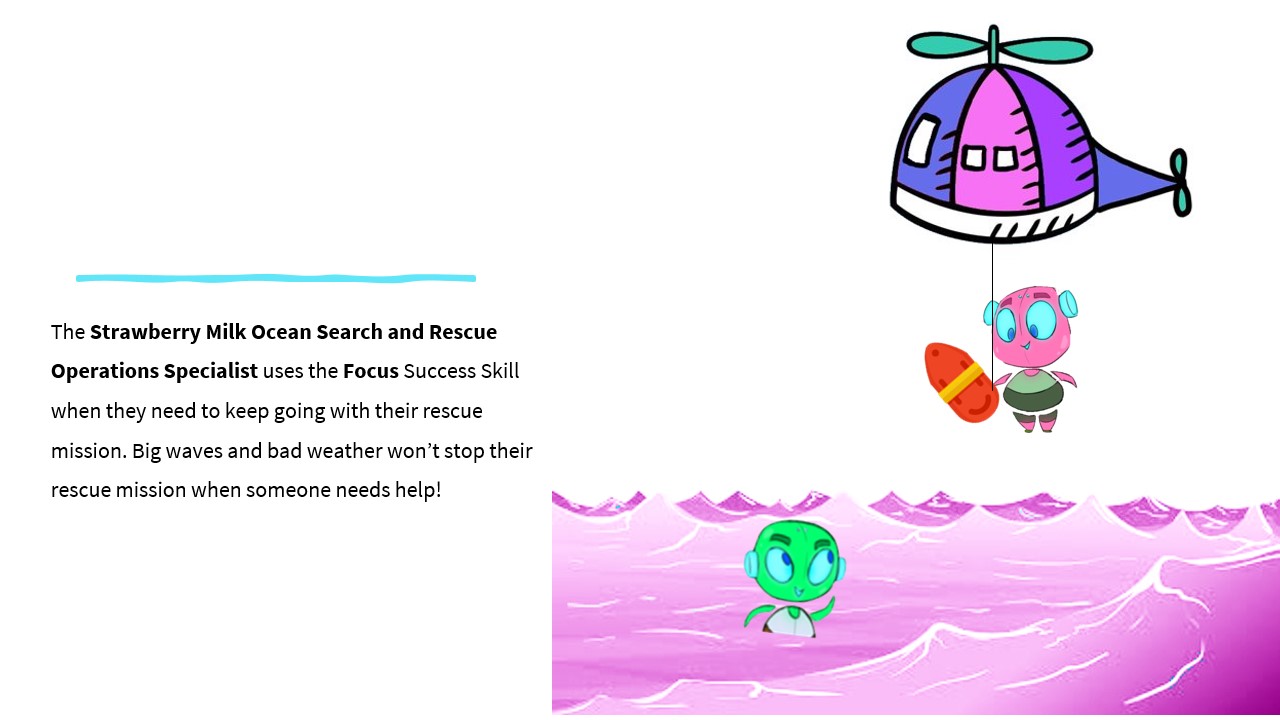 The Strawberry Milk Ocean Search and Rescue
Operations Specialist uses the Focus Success Skill
when they need to keep going with their rescue
mission. Big waves and bad weather won’t stop their
rescue mission when someone needs help!